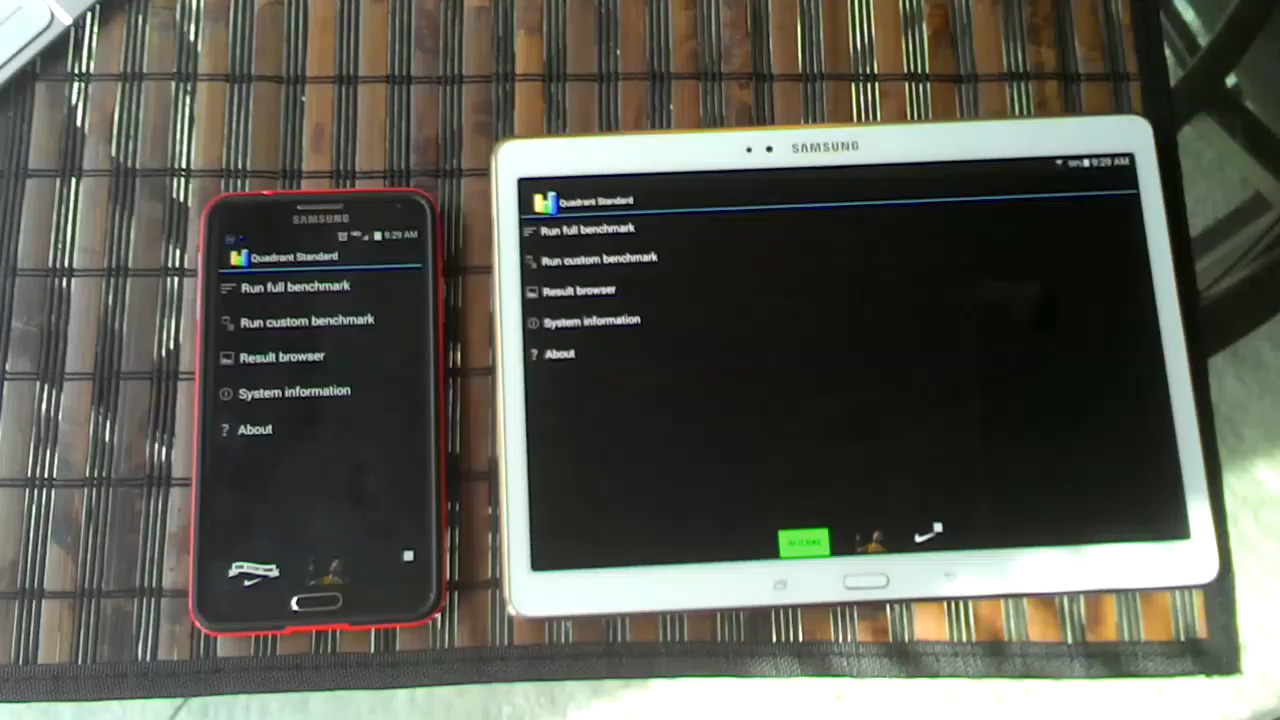 SAMSUNG
9:29 AM
Quadrant Standard
Run full benchmark
Run custom benchmark
Result browser
System information
? About
SAMSUNG
9:29 AM
Quadrant Standard
Run full benchmark
Run custom benchmark
Result browser
System information
? About